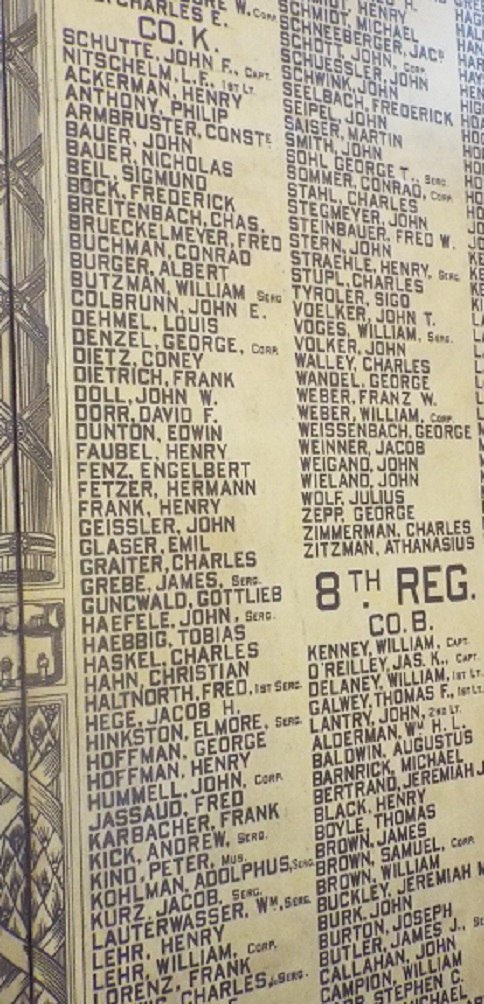 CHARLES E.
CO. K.
SCHUTTE, JOHN F., CAPT.
NITSCHELM, L. F., 1ST LT.
ACKERMAN, HENRY
ANTHONY, PHILIP
ARMBRUSTER, CONSTE
BAUER, JOHN
BAUER, NICHOLAS
BEIL, SIGMUND
BOCK, FREDERICK
BREITENBACH, CHAS.
BRUECKELMEYER, FRED
BUCHMAN, CONRAD
BURGER, ALBERT
BUTZMAN, WILLIAM SERG
COLBRUNN, JOHN E.
DEHMEL, LOUIS
DENZEL, GEORGE, CORP.
DIETZ, CONEY
DIETRICH, FRANK
DOLL, JOHN W.
DORR, DAVID F.
DUNTON, EDWIN
FAUBEL, HENRY
FENZ, ENGELBERT
FETZER, HERMANN
FRANK, HENRY
GEISSLER, JOHN
GLASER, EMIL
GRAITER, CHARLES
GREBE, JAMES, SERG.
GUNCWALD, GOTTLIEB
HAEFELE, JOHN, SERG.
HAEBBIG, TOBIAS
HASKEL, CHARLES
HAHN, CHRISTIAN
HALTNORTH, FRED, 1ST SERG.
HEGE, JACOB H.
HINKSTON, ELMORE, SERG.
HOFFMAN, GEORGE
HOFFMAN, HENRY
HUMMELL, JOHN, CORP.
JASSAUD, FRED
KARBACHER, FRANK
KICK, ANDREW, SERG.
KIND, PETER, MUS.
KOHLMAN, ADOLPHUS, SERG.
KURZ, JACOB, SERG.
LAUTERWASSER, WM, SERG.
LEHR, HENRY
LEHR, WILLIAM, CORP.
LORENZ, FRANK
CHARLES, SERG.
HENRY
SCHMIDT, MICHAEL
SCHNEEBERGER, JACB
SCHOTT, JOHN, CORP.
SCHUESSLER, JOHN
SCHWINK, JOHN
SEELBACH, FREDERICK
SEIPEL, JOHN
SAISER, MARTIN
SMITH, JOHN
SOHL GEORGE T., SERG.
SOMMER, CONRAD, CORP.
STAHL, CHARLES
STEGMEYER, JOHN
STEINBAUER, FRED W.
STERN, JOHN
STRAEHLE, HENRY, SERG.
STUPL, CHARLES
TYROLER, SIGO
VOELKER, JOHN T.
VOGES, WILLIAM, SERG.
VOLKER, JOHN
WALLEY, CHARLES
WANDEL, GEORGE
WEBER, FRANZ W.
WEBER, WILLIAM, CORP.
WEISSENBACH, GEORGE
WEINNER, JACOB
WEIGAND, JOHN
WIELAND, JOHN
WOLF, JULIUS
ZEPP, GEORGE
ZIMMERMAN, CHARLES
ZITZMAN, ATHANASIUS
8TH REG.
CO. B.
KENNEY, WILLIAM, CAPT.
O'REILLEY, JAS. K., CAPT.
DELANEY, WILLIAM, 1ST LT.
GALWEY, THOMAS F., 1ST LT.
LANTRY, JOHN, 2ND LT.
ALDERMAN, WM H. L.
BALDWIN, AUGUSTUS
BARNRICK, MICHAEL
BERTRAND, JEREMIAH J
BLACK, HENRY
BOYLE, THOMAS
BROWN, JAMES
BROWN, SAMUEL, CORP.
BROWN, WILLIAM
BUCKLEY, JEREMIAH M
BURK, JOHN
BURTON, JOSEPH
BUTLER, JAMES J., SE
CALLAHAN, JOHN
CAMPION, WILLIAM
STEPHEN C.